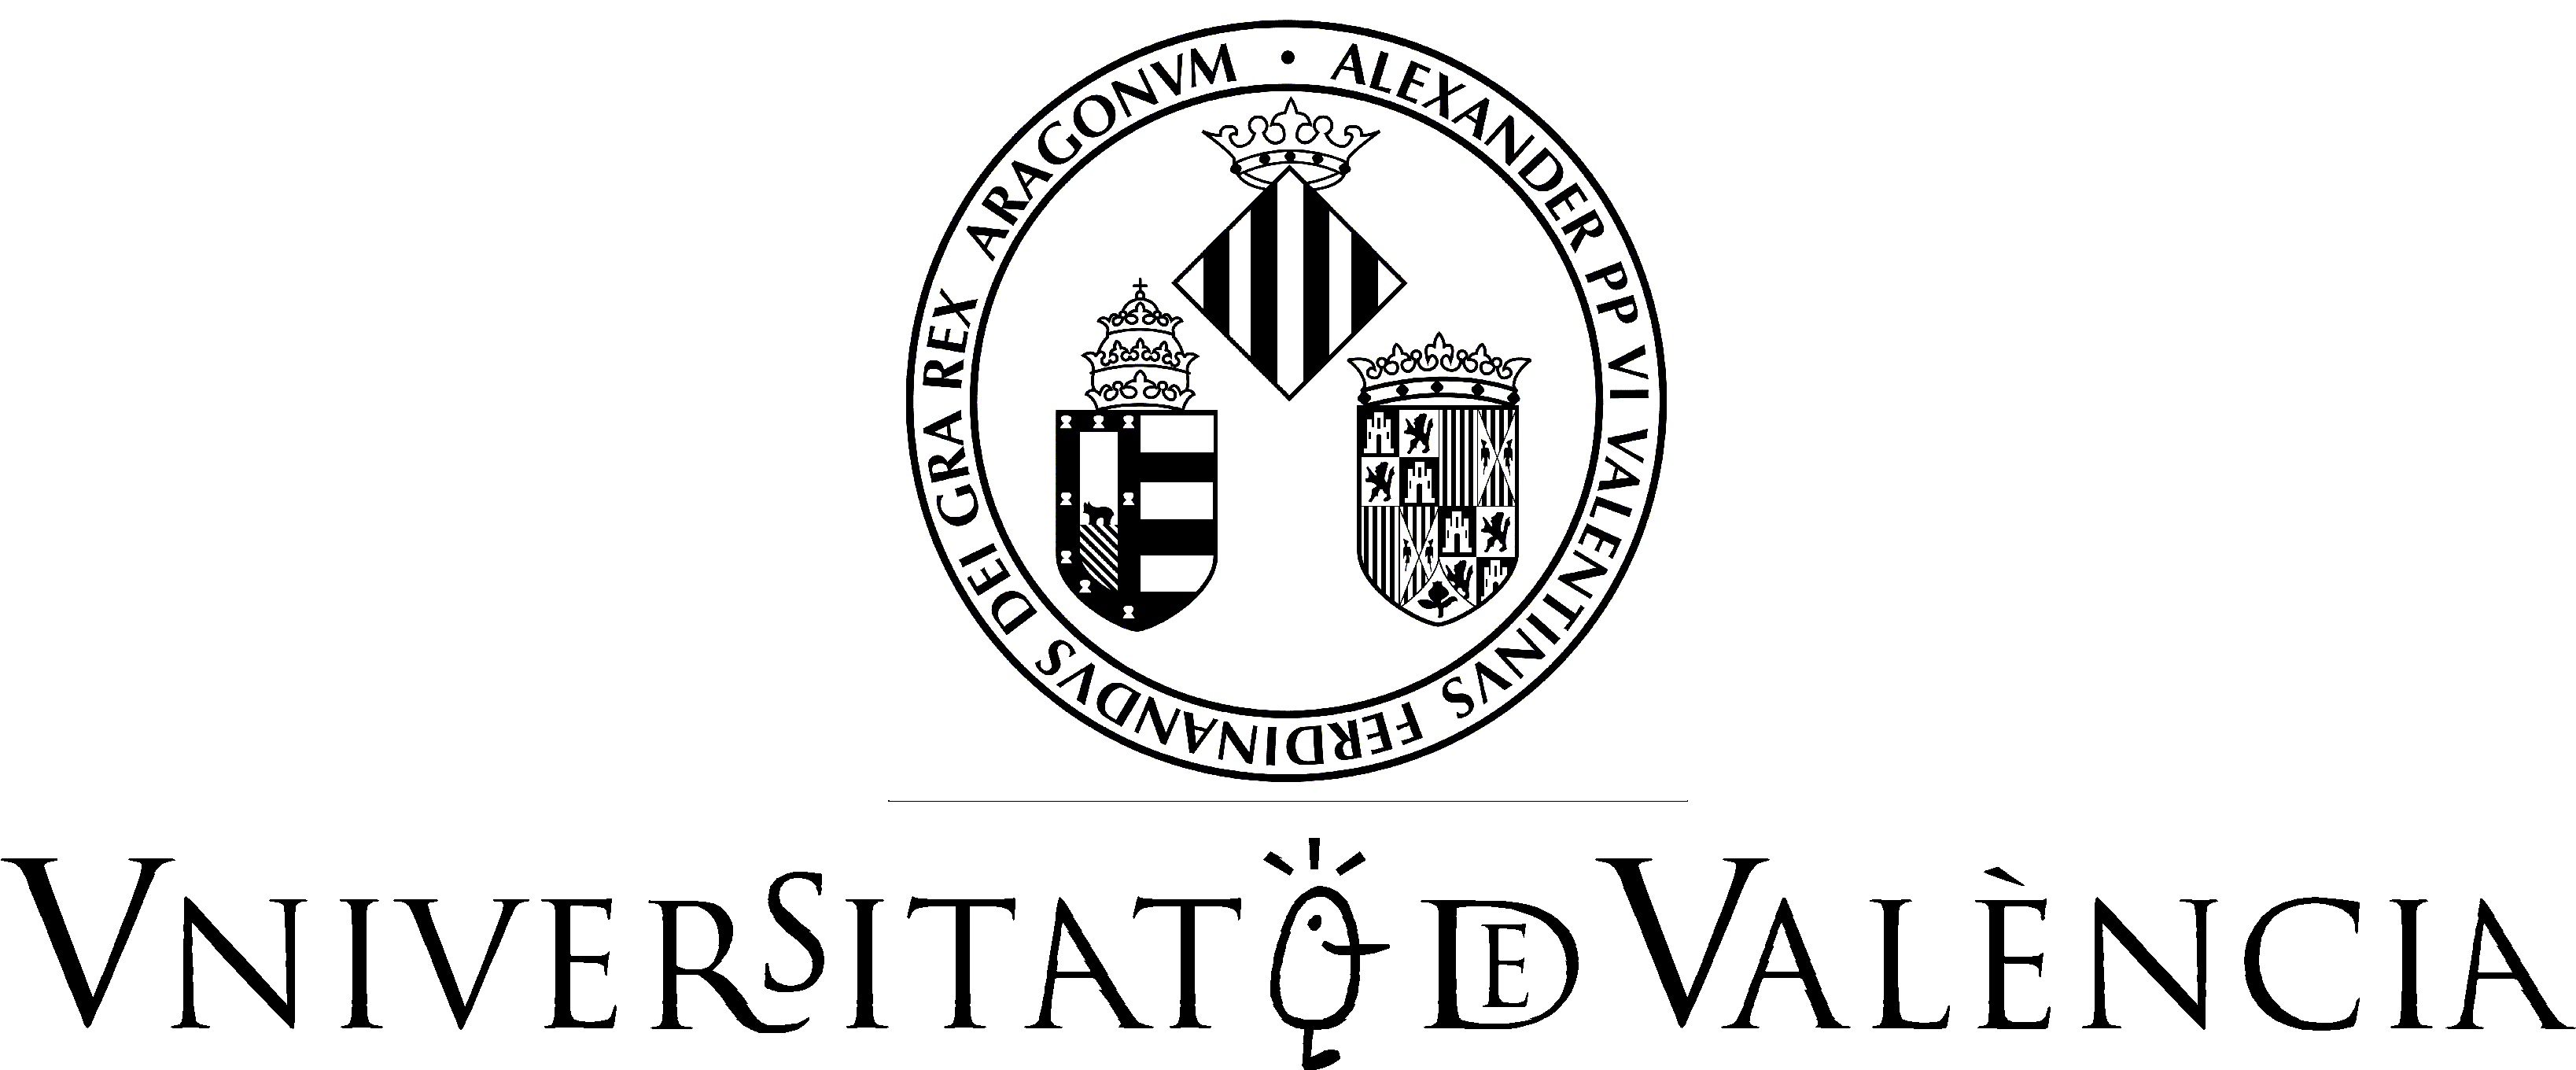 ALEXANDER PP VI VALENTINVS FERDINANDVS DEI GRA REX ARAGONVM ·
VNIVERSITAT DE VALÈNCIA